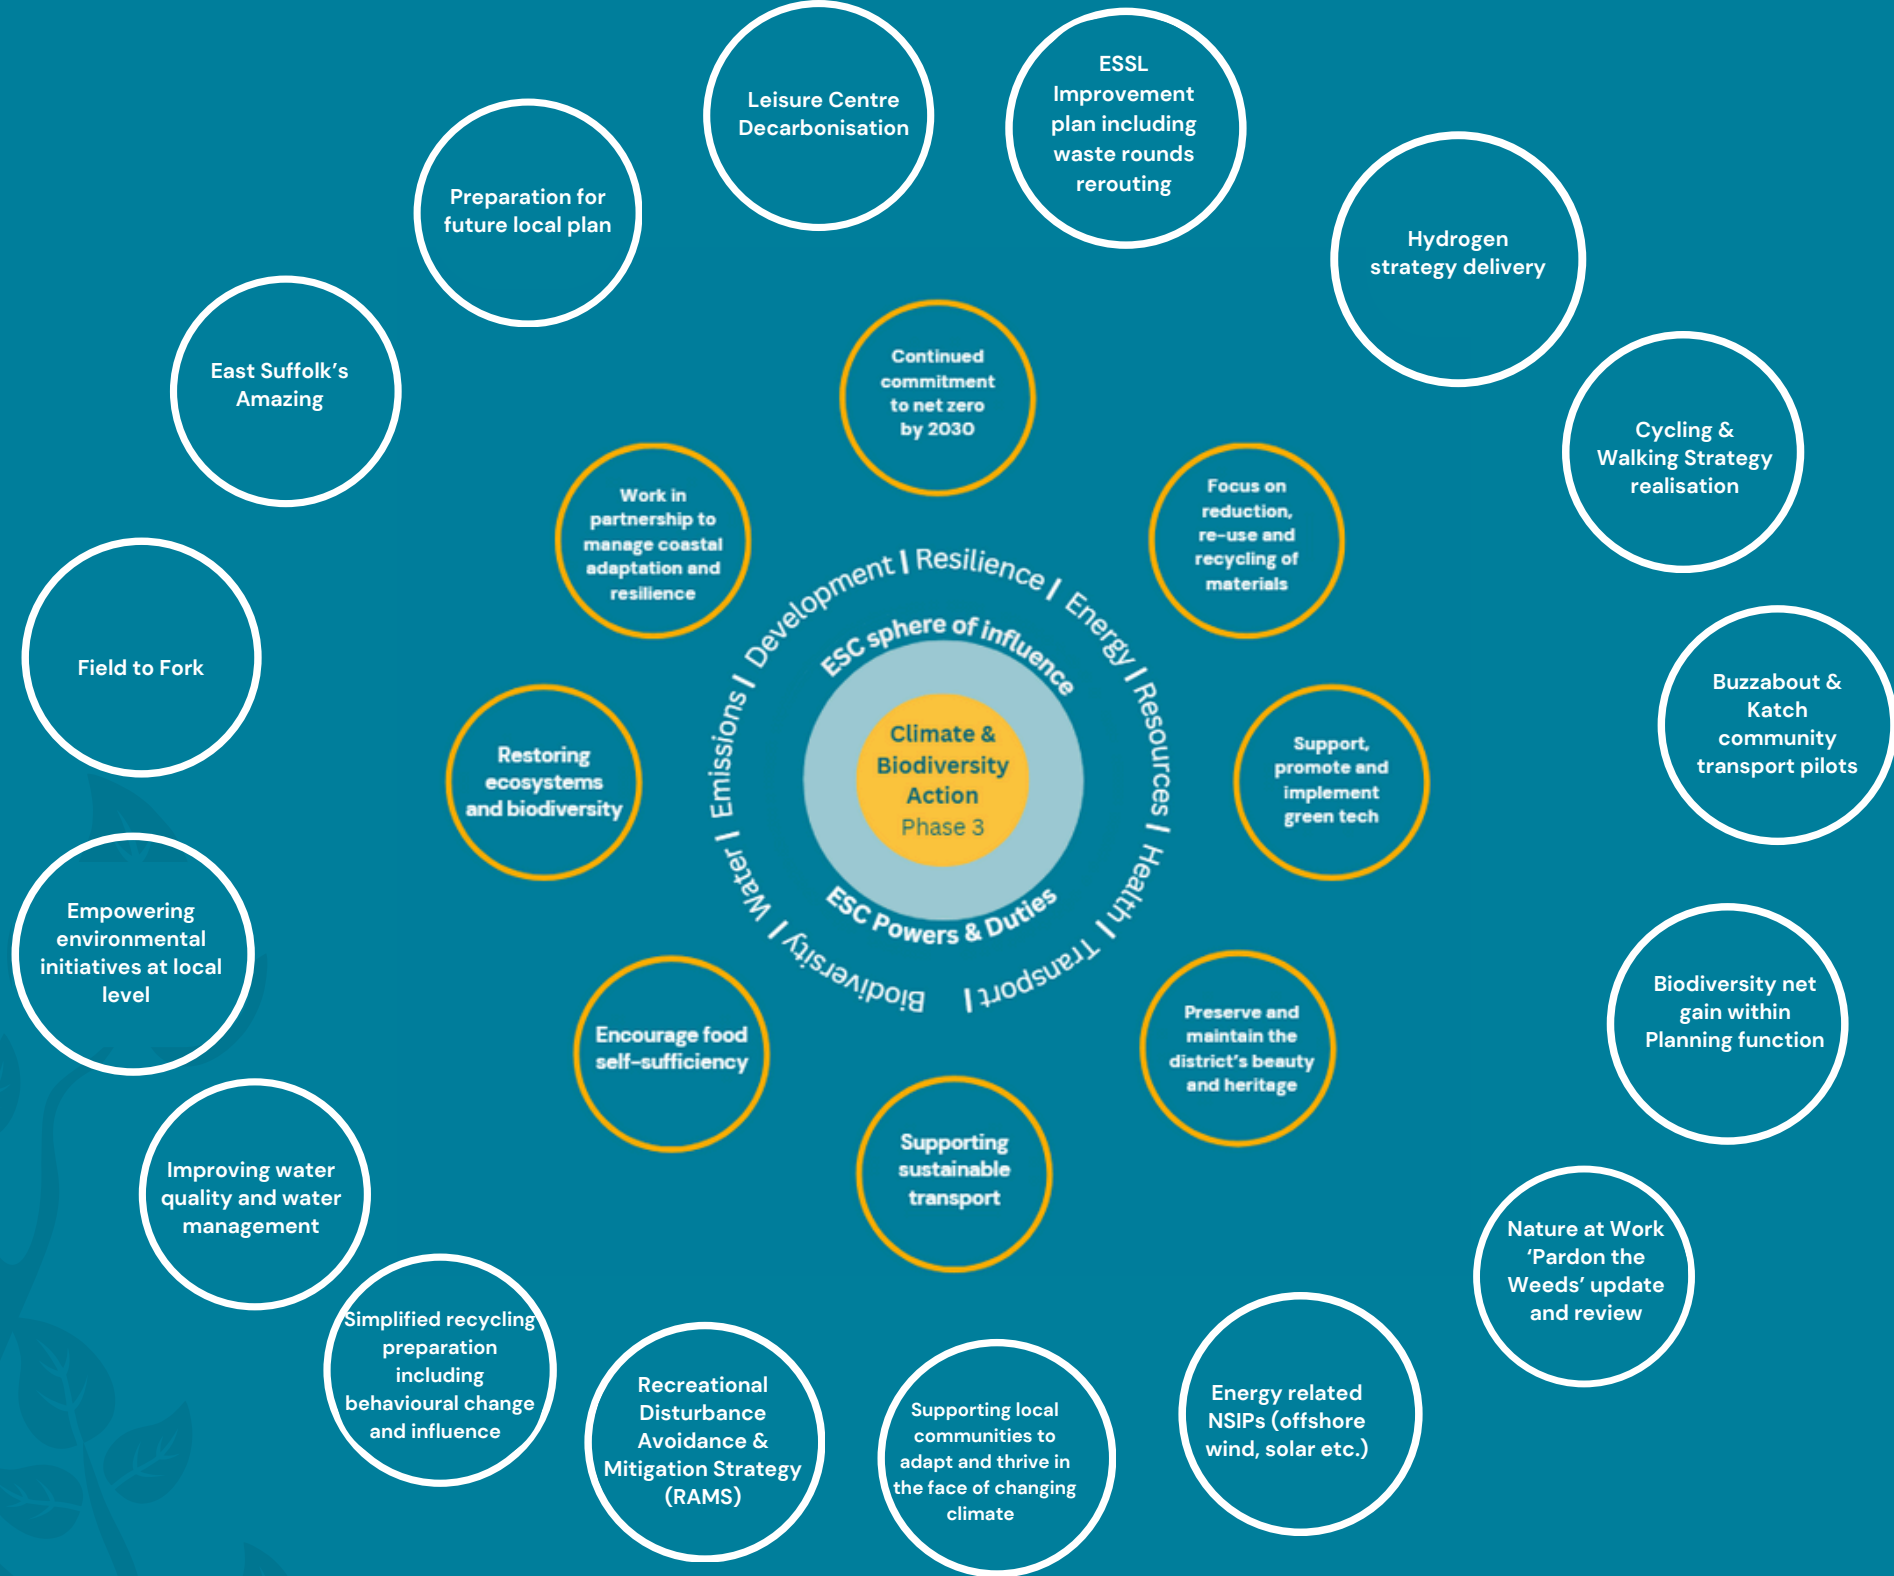 Leisure Centre
Decarbonisation
ESSL
Improvement
plan including
waste rounds
rerouting
Preparation for
future local plan
Hydrogen
strategy delivery
East Suffolk’s
Amazing
Cycling &
Walking Strategy
realisation
Field to Fork
Buzzabout &
Katch
community
transport pilots
Empowering
environmental
initiatives at local
level
Biodiversity net
gain within
Planning function
Improving water
quality and water
management
Nature at Work
‘Pardon the
Weeds’ update
and review
Simplified recycling
preparation
including
behavioural change
and influence
Recreational
Disturbance
Avoidance &
Mitigation Strategy
(RAMS)
Supporting local
communities to
adapt and thrive in
the face of changing
climate
Energy related
NSIPs (offshore
wind, solar etc.)
Continued
commitment
to net zero
by 2030
Work in
partnership to
manage coastal
adaptation and
resilience
Focus on
reduction,
re-use and
recycling of
materials
Restoring
ecosystems
and biodiversity
Support,
promote and
implement
green tech
Encourage food
self-sufficiency
Preserve and
maintain the
district's beauty
and heritage
Supporting
sustainable
transport
Biodiversity | Water | Emissions | Development | Resilience | Energy | Resources | Health | Transport |
ESC sphere of influence
Climate &
Biodiversity
Action
Phase 3
ESC Powers & Duties